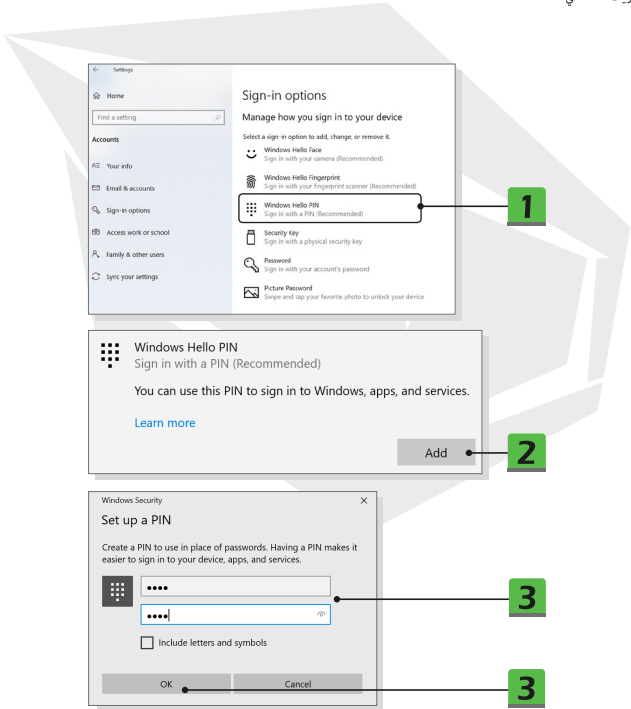 Settings
Home
Find a setting
Accounts
Your info
Email & accounts
Sign-in options
Access work or school
Family & other users
Sync your settings
Sign-in options
Manage how you sign in to your device
Select a sign-in option to add, change, or remove it.
Windows Hello Face
Sign in with your camera (Recommended)
Windows Hello Fingerprint
Sign in with your fingerprint scanner (Recommended)
Windows Hello PIN
Sign in with a PIN (Recommended)
Security Key
Sign in with a physical security key
Password
Sign in with your account's password
Picture Password
Swipe and tap your favorite photo to unlock your device
1
Windows Hello PIN
Sign in with a PIN (Recommended)
You can use this PIN to sign in to Windows, apps, and services.
Learn more
Add
2
Windows Security
Set up a PIN
Create a PIN to use in place of passwords. Having a PIN makes it
easier to sign in to your device, apps, and services.
••••
••••
3
Include letters and symbols
OK
Cancel
3